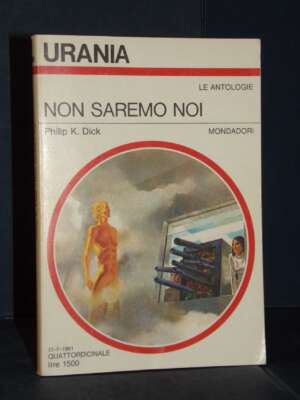 URANIA
LE ANTOLOGIE
NON SAREMO NOI
Philip K. Dick
MONDADORI
QUATTORDICINALE
lire 1500